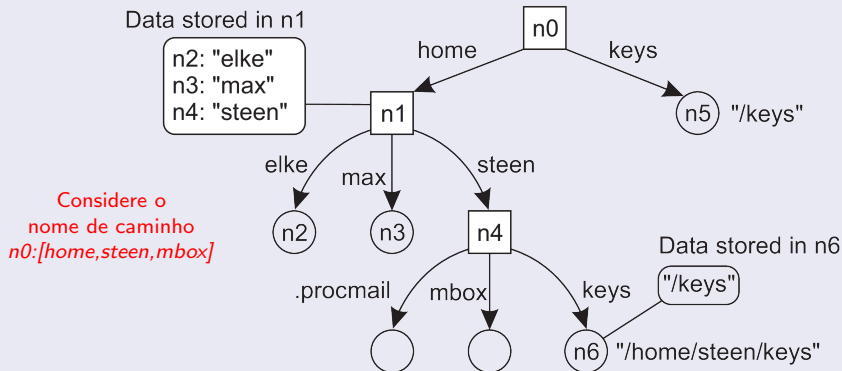 Data stored in n1
n0
home
keys
n2: "elke"
n3: "max"
n4: "steen"
n1
n5
"/keys"
elke
max
steen
Considere o
nome de caminho
n0:[home,steen,mbox]
n2
n3
n4
Data stored in n6
.procmail
mbox
keys
"/keys"
n6
"/home/steen/keys"